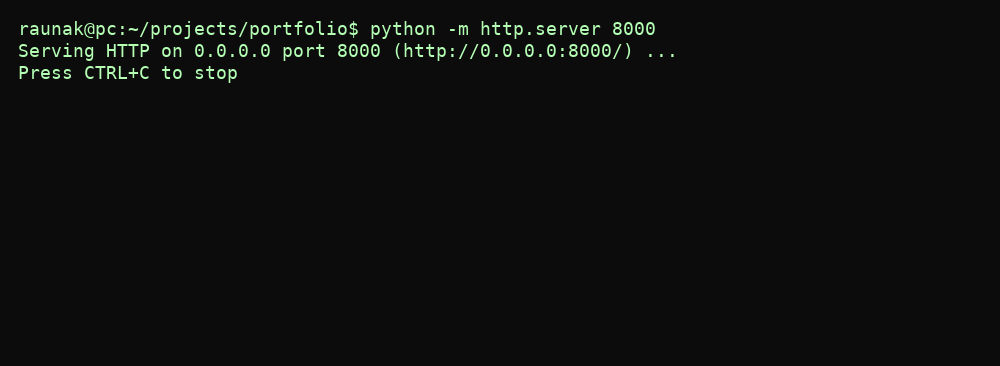 raunak@pc:~/projects/portfolio$ python -m http.server 8000
Serving HTTP on 0.0.0.0 port 8000 (http://0.0.0.0:8000/) ...
Press CTRL+C to stop